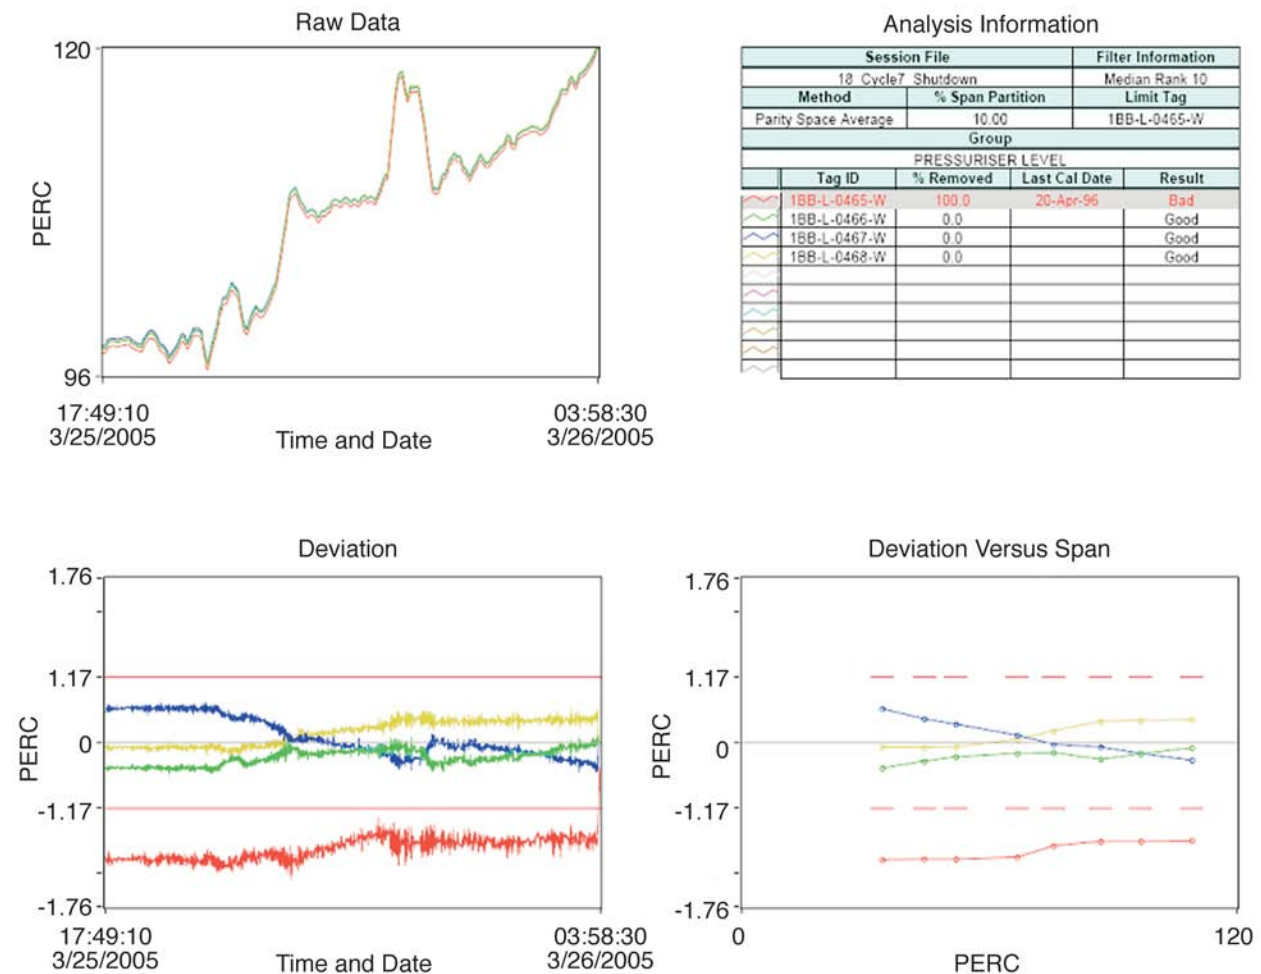 Raw Data
120
PERC
96
17:49:10
3/25/2005
Time and Date
03:58:30
3/26/2005
Analysis Information
Session File Filter Information
18 Cycle7 Shutdown Median Rank 10
Method % Span Partition Limit Tag
Parity Space Average 10.00 1BB-L-0465-W
Group
PRESSURISER LEVEL
Tag ID % Removed Last Cal Date Result
1BB-L-0465-W 100.0 20-Apr-96 Bad
1BB-L-0466-W 0.0 Good
1BB-L-0467-W 0.0 Good
1BB-L-0468-W 0.0 Good
Deviation
1.76
1.17
0
-1.17
-1.76
PERC
17:49:10
3/25/2005
Time and Date
03:58:30
3/26/2005
Deviation Versus Span
1.76
1.17
0
-1.17
-1.76
PERC
0
120
PERC